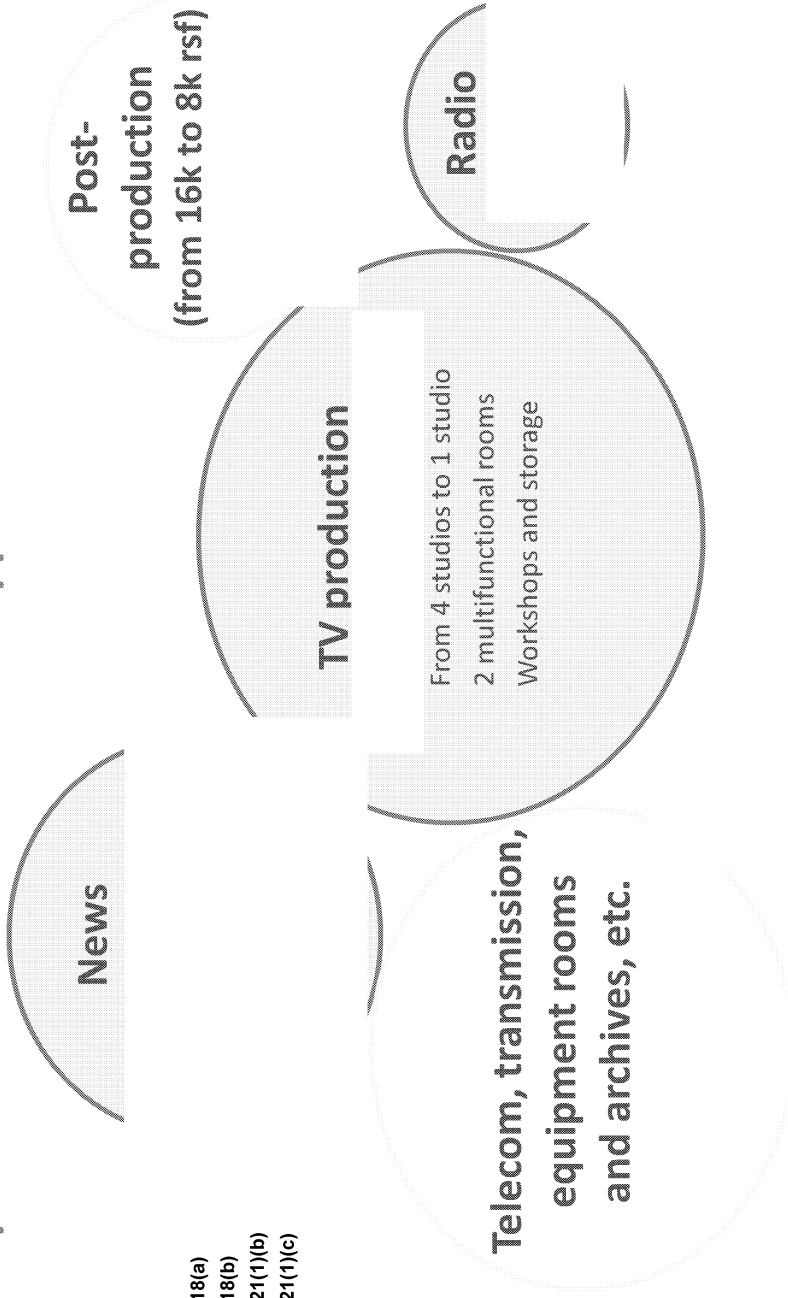 18(a)
18(b)
21(1)(b)
21(1)(c)
News
Post-
production
(from 16k to 8k rsf)
TV production
From 4 studios to 1 studio
2 multifunctional rooms
Workshops and storage
Radio
Telecom, transmission,
equipment rooms
and archives, etc.